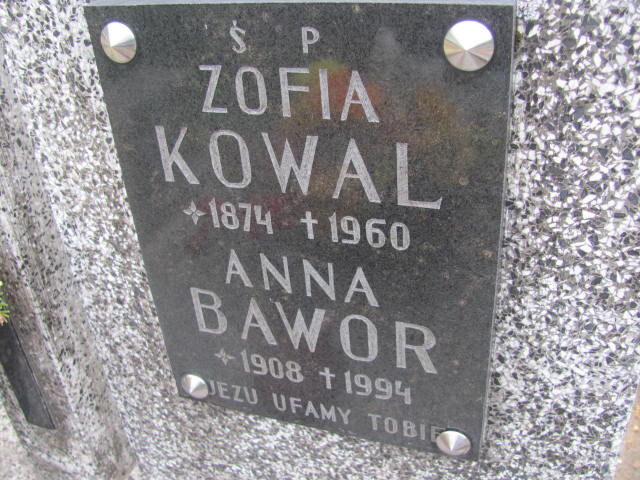 Ś P
ZOFIA
KOWAL
*1874 †1960
ANNA
BAWOR
*1908 †1994
JEZU UFAMY TOBIE